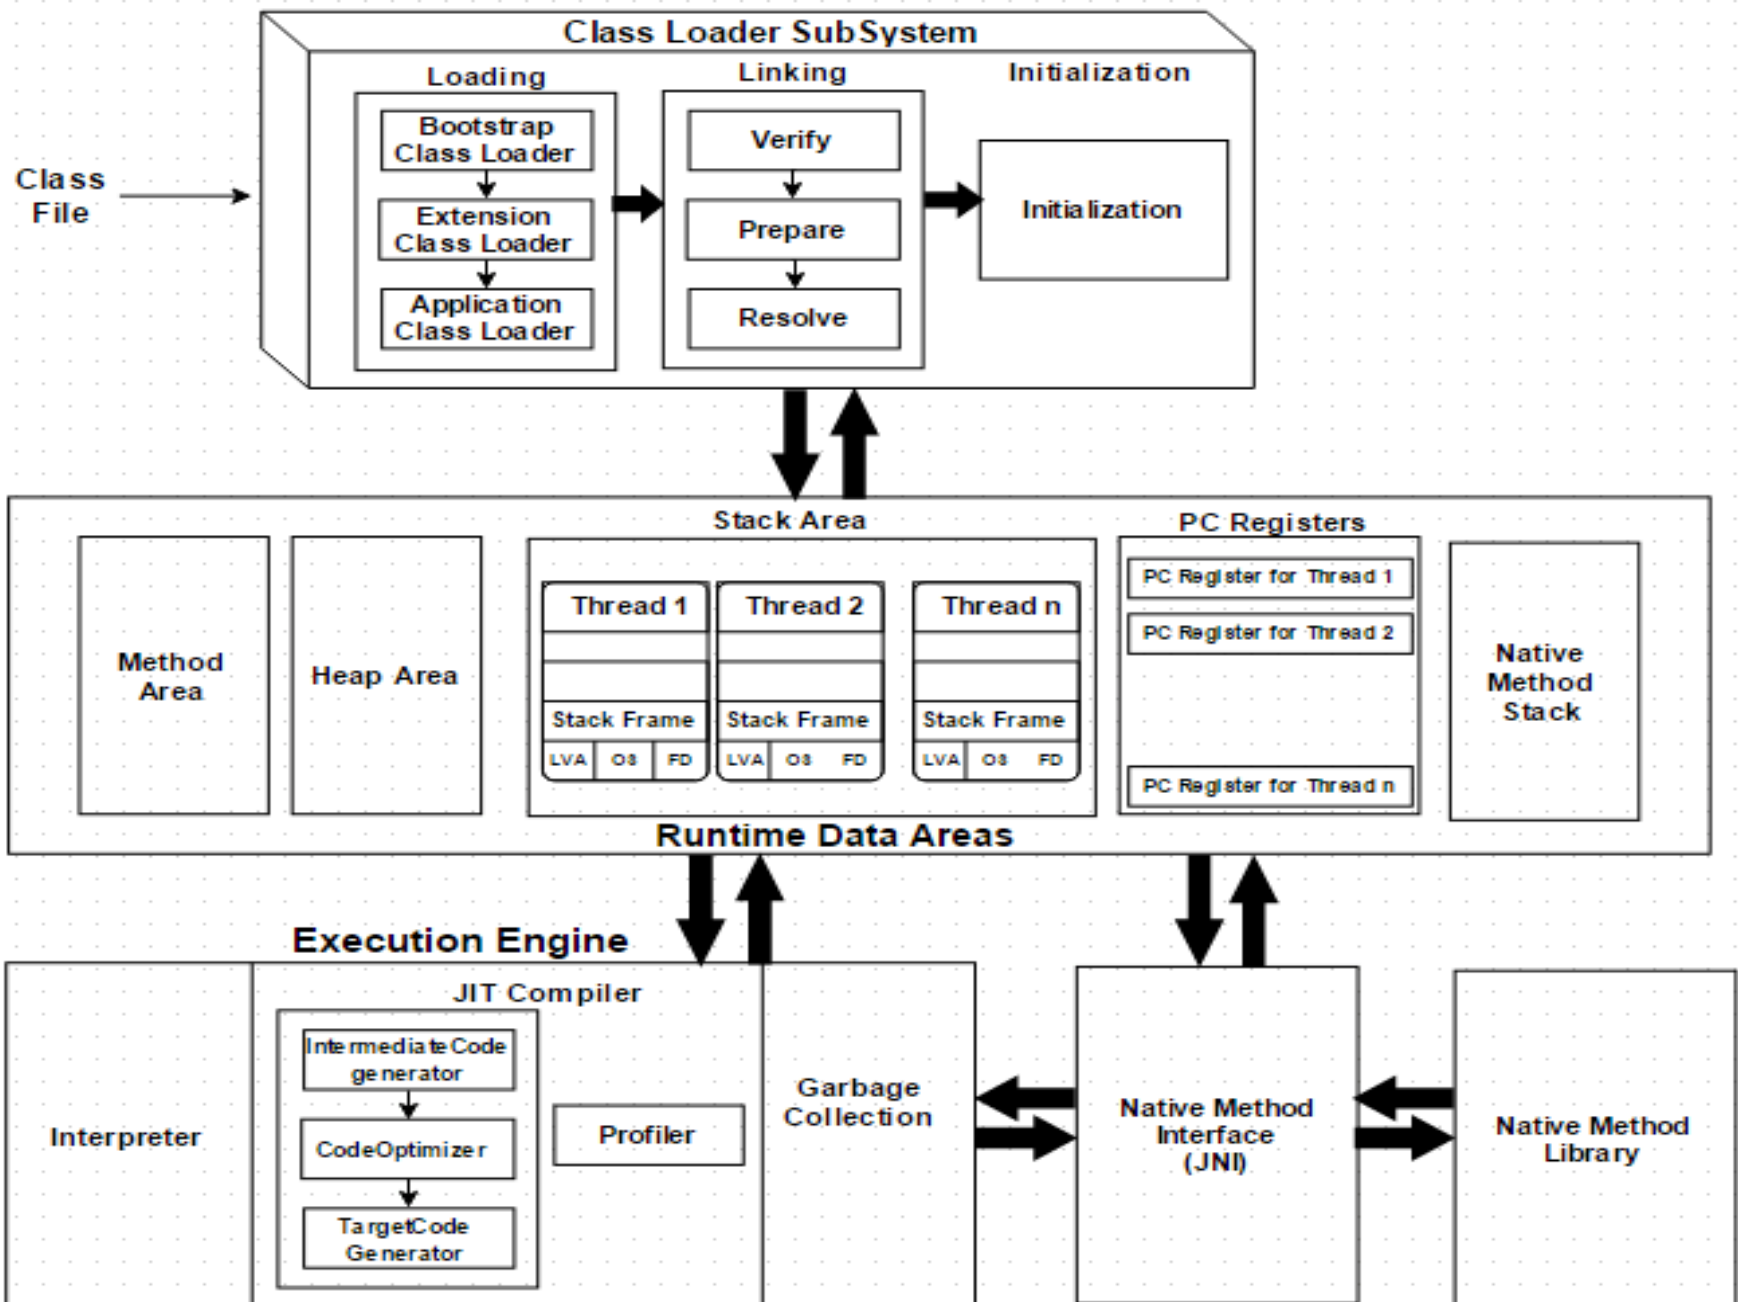 Class Loader SubSystem
Loading
Linking
Initialization
Class
File
Bootstrap
Class Loader
Extension
Class Loader
Application
Class Loader
Verify
Prepare
Resolve
Initialization
Stack Area
PC Registers
Method
Area
Heap Area
Thread 1
Stack Frame
LVA OS FD
Thread 2
Stack Frame
LVA OS FD
Thread n
Stack Frame
LVA OS FD
PC Register for Thread 1
PC Register for Thread 2
PC Register for Thread n
Native
Method
Stack
Runtime Data Areas
Execution Engine
Interpreter
JIT Compiler
IntermediateCode
generator
CodeOptimizer
TargetCode
Generator
Profiler
Garbage
Collection
Native Method
Interface
(JNI)
Native Method
Library